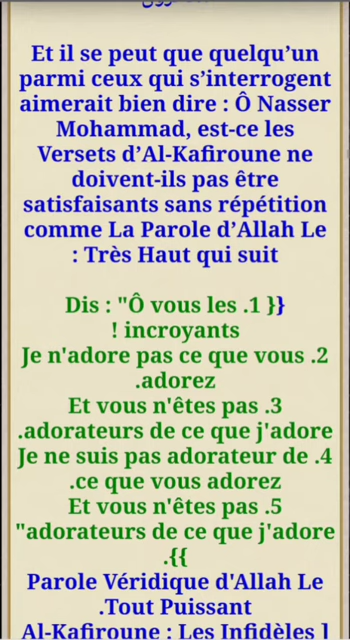 Et il se peut que quelqu’un
parmi ceux qui s’interrogent
aimerait bien dire : Ô Nasser
Mohammad, est-ce les
Versets d’Al-Kafiroune ne
doivent-ils pas être
satisfaisants sans répétition
comme La Parole d’Allah Le
: Très Haut qui suit
Dis : "Ô vous les .1 }}
! incroyants
Je n'adore pas ce que vous .2
.adorez
Et vous n'êtes pas .3
.adorateurs de ce que j'adore
Je ne suis pas adorateur de .4
.ce que vous adorez
Et vous n'êtes pas .5
"adorateurs de ce que j'adore
.{{
Parole Véridique d'Allah Le
.Tout Puissant
Al-Kafiroune : Les Infidèles ]